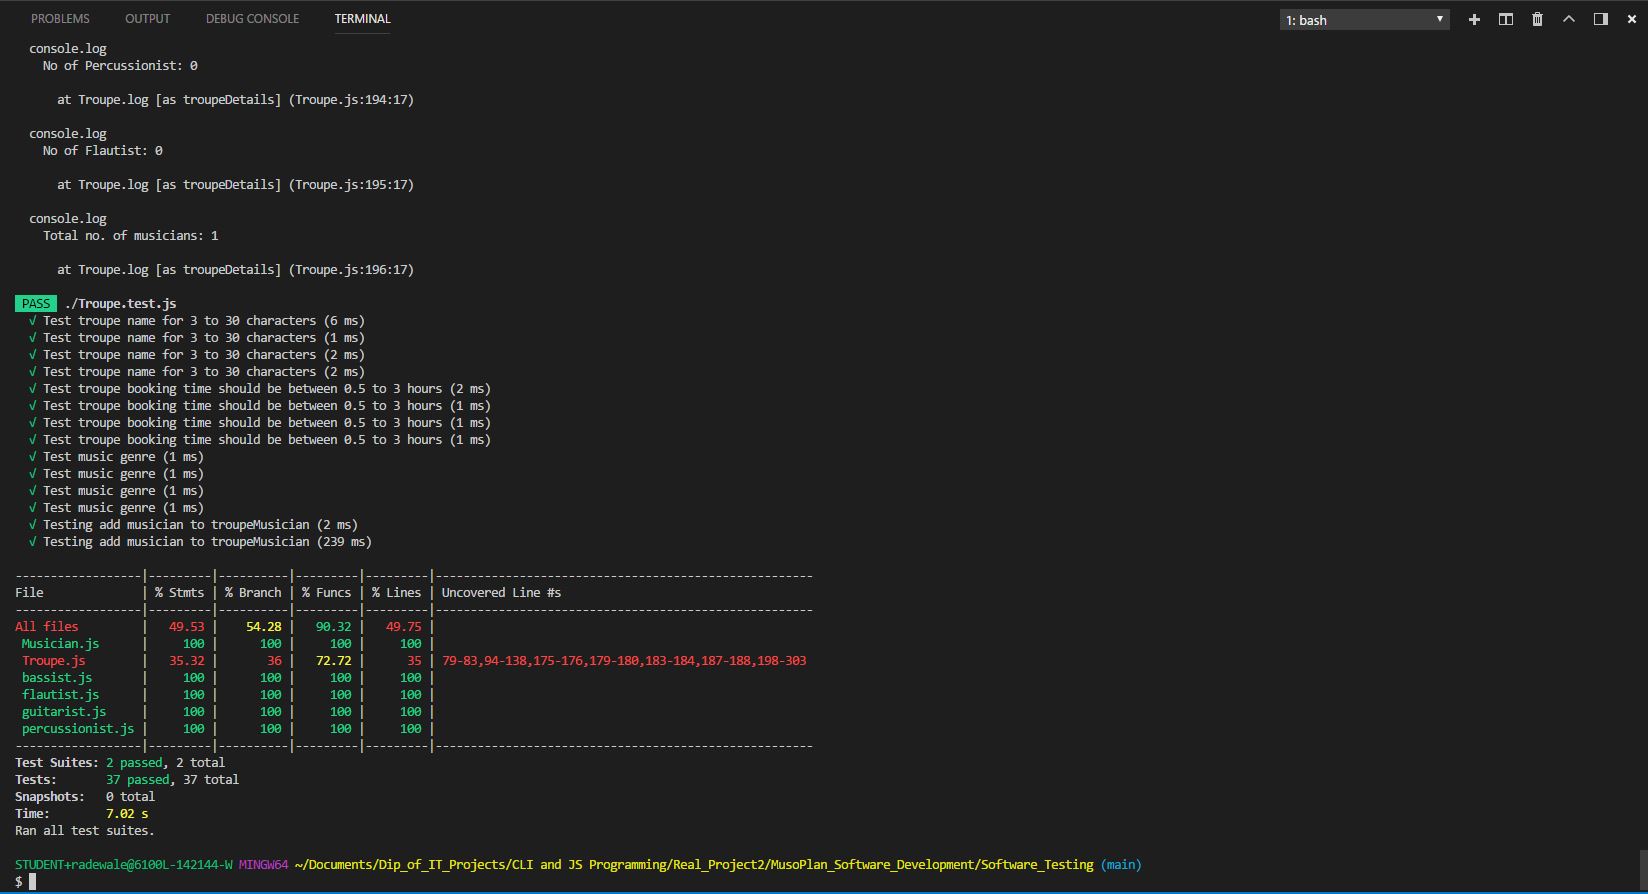 PROBLEMS OUTPUT DEBUG CONSOLE TERMINAL 1: bash
console.log
No of Percussionist: 0
at Troupe.log [as troupeDetails] (Troupe.js:194:17)
console.log
No of Flautist: 0
at Troupe.log [as troupeDetails] (Troupe.js:195:17)
console.log
Total no. of musicians: 1
at Troupe.log [as troupeDetails] (Troupe.js:196:17)
PASS ./Troupe.test.js
√ Test troupe name for 3 to 30 characters (6 ms)
√ Test troupe name for 3 to 30 characters (1 ms)
√ Test troupe name for 3 to 30 characters (2 ms)
√ Test troupe name for 3 to 30 characters (2 ms)
√ Test troupe booking time should be between 0.5 to 3 hours (2 ms)
√ Test troupe booking time should be between 0.5 to 3 hours (1 ms)
√ Test troupe booking time should be between 0.5 to 3 hours (1 ms)
√ Test troupe booking time should be between 0.5 to 3 hours (1 ms)
√ Test music genre (1 ms)
√ Test music genre (1 ms)
√ Test music genre (1 ms)
√ Test music genre (1 ms)
√ Testing add musician to troupeMusician (2 ms)
√ Testing add musician to troupeMusician (239 ms)
------------------|---------|----------|---------|---------|------------------------------------------------------
File | % Stmts | % Branch | % Funcs | % Lines | Uncovered Line #s
------------------|---------|----------|---------|---------|------------------------------------------------------
All files | 49.53 | 54.28 | 90.32 | 49.75 |
Musician.js | 100 | 100 | 100 | 100 |
Troupe.js | 35.32 | 36 | 72.72 | 35 | 79-83,94-138,175-176,179-180,183-184,187-188,198-303
bassist.js | 100 | 100 | 100 | 100 |
flautist.js | 100 | 100 | 100 | 100 |
guitarist.js | 100 | 100 | 100 | 100 |
percussionist.js | 100 | 100 | 100 | 100 |
------------------|---------|----------|---------|---------|------------------------------------------------------
Test Suites: 2 passed, 2 total
Tests: 37 passed, 37 total
Snapshots: 0 total
Time: 7.02 s
Ran all test suites.
STUDENT+radewale@6100L-142144-W MINGW64 ~/Documents/Dip_of_IT_Projects/CLI and JS Programming/Real_Project2/MusoPlan_Software_Development/Software_Testing (main)
$